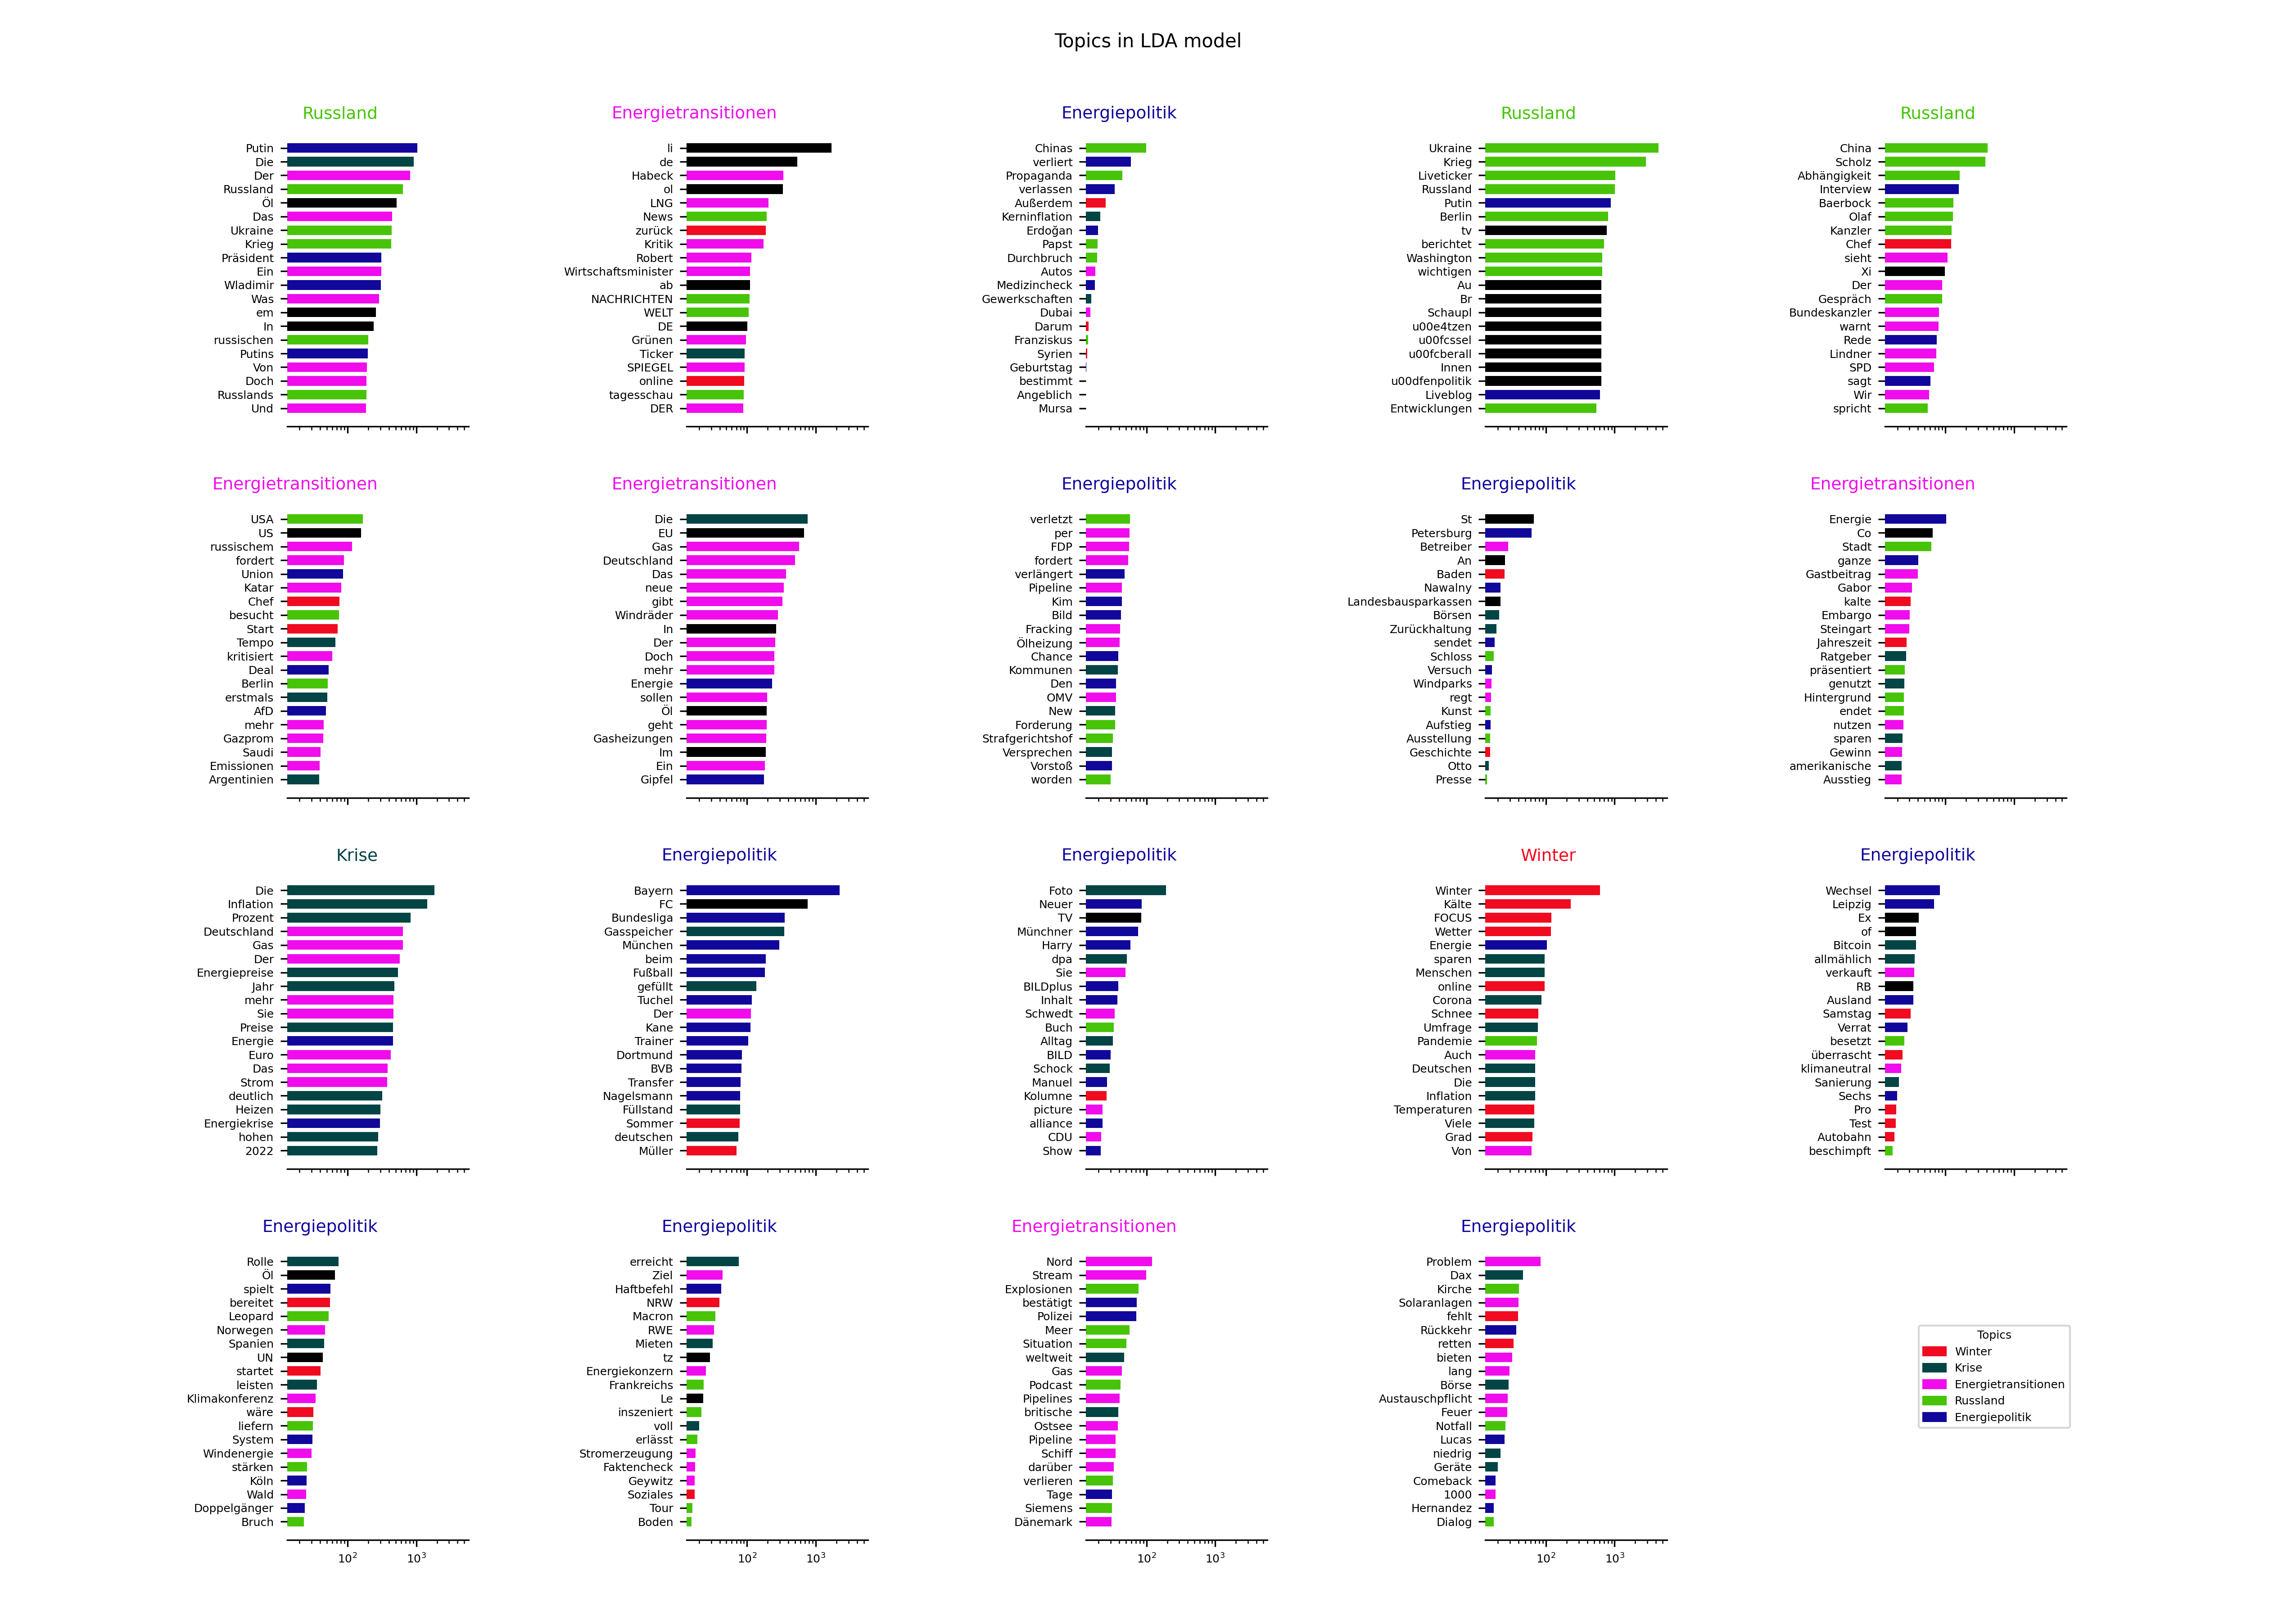 Topics in LDA model
Russland
Putin
Die
Der
Russland
Öl
Das
Ukraine
Krieg
Präsident
Ein
Wladimir
Was
em
In
russischen
Putins
Von
Doch
Russlands
Und
Energietransitionen
li
de
Habeck
ol
LNG
News
zurück
Kritik
Robert
Wirtschaftsminister
ab
NACHRICHTEN
WELT
DE
Grünen
Ticker
SPIEGEL
online
tagesschau
DER
Energiepolitik
Chinas
verliert
Propaganda
verlassen
Außerdem
Kerninflation
Erdoğan
Papst
Durchbruch
Autos
Medizincheck
Gewerkschaften
Dubai
Darum
Franziskus
Syrien
Geburtstag
bestimmt
Angeblich
Mursa
Russland
Ukraine
Krieg
Liveticker
Russland
Putin
Berlin
tv
berichtet
Washington
wichtigen
Au
Br
Schaupl
u00e4tzen
u00fcssel
u00fcberall
Innen
u00dfenpolitik
Liveblog
Entwicklungen
Russland
China
Scholz
Abhängigkeit
Interview
Baerbock
Olaf
Kanzler
Chef
sieht
Xi
Der
Gespräch
Bundeskanzler
warnt
Rede
Lindner
SPD
sagt
Wir
spricht
Energietransitionen
USA
US
russischem
fordert
Union
Katar
Chef
besucht
Start
Tempo
kritisiert
Deal
Berlin
erstmals
AfD
mehr
Gazprom
Saudi
Emissionen
Argentinien
Energietransitionen
Die
EU
Gas
Deutschland
Das
neue
gibt
Windräder
In
Der
Doch
mehr
Energie
sollen
Öl
geht
Gasheizungen
Im
Ein
Gipfel
Energiepolitik
verletzt
per
FDP
fordert
verlängert
Pipeline
Kim
Bild
Fracking
Ölheizung
Chance
Kommunen
Den
OMV
New
Forderung
Strafgerichtshof
Versprechen
Vorstoß
worden
Energiepolitik
St
Petersburg
Betreiber
An
Baden
Nawalny
Landesbausparkassen
Börsen
Zurückhaltung
sendet
Schloss
Versuch
Windparks
regt
Kunst
Aufstieg
Ausstellung
Geschichte
Otto
Presse
Energietransitionen
Energie
Co
Stadt
ganze
Gastbeitrag
Gabor
kalte
Embargo
Steingart
Jahreszeit
Ratgeber
präsentiert
genutzt
Hintergrund
endet
nutzen
sparen
Gewinn
amerikanische
Ausstieg
Krise
Die
Inflation
Prozent
Deutschland
Gas
Der
Energiepreise
Jahr
mehr
Sie
Preise
Energie
Euro
Das
Strom
deutlich
Heizen
Energiekrise
hohen
2022
Energiepolitik
Bayern
FC
Bundesliga
Gasspeicher
München
beim
Fußball
gefüllt
Tuchel
Der
Kane
Trainer
Dortmund
BVB
Transfer
Nagelsmann
Füllstand
Sommer
deutschen
Müller
Energiepolitik
Foto
Neuer
TV
Münchner
Harry
dpa
Sie
BILDplus
Inhalt
Schwedt
Buch
Alltag
BILD
Schock
Manuel
Kolumne
picture
alliance
CDU
Show
Winter
Winter
Kälte
FOCUS
Wetter
Energie
sparen
Menschen
online
Corona
Schnee
Umfrage
Pandemie
Auch
Deutschen
Die
Inflation
Temperaturen
Viele
Grad
Von
Energiepolitik
Wechsel
Leipzig
Ex
of
Bitcoin
allmählich
verkauft
RB
Ausland
Samstag
Verrat
besetzt
überrascht
klimaneutral
Sanierung
Sechs
Pro
Test
Autobahn
beschimpft
Energiepolitik
Rolle
Öl
spielt
bereitet
Leopard
Norwegen
Spanien
UN
startet
leisten
Klimakonferenz
wäre
liefern
System
Windenergie
stärken
Köln
Wald
Doppelgänger
Bruch
10² 10³
Energiepolitik
erreicht
Ziel
Haftbefehl
NRW
Macron
RWE
Mieten
tz
Energiekonzern
Frankreichs
Le
inszeniert
voll
erlässt
Stromerzeugung
Faktencheck
Geywitz
Soziales
Tour
Boden
10² 10³
Energietransitionen
Nord
Stream
Explosionen
bestätigt
Polizei
Meer
Situation
weltweit
Gas
Podcast
Pipelines
britische
Ostsee
Pipeline
Schiff
darüber
verlieren
Tage
Siemens
Dänemark
10² 10³
Energiepolitik
Problem
Dax
Kirche
Solaranlagen
fehlt
Rückkehr
retten
bieten
lang
Börse
Austauschpflicht
Feuer
Notfall
Lucas
niedrig
Geräte
Comeback
1000
Hernandez
Dialog
10² 10³
Topics
Winter
Krise
Energietransitionen
Russland
Energiepolitik